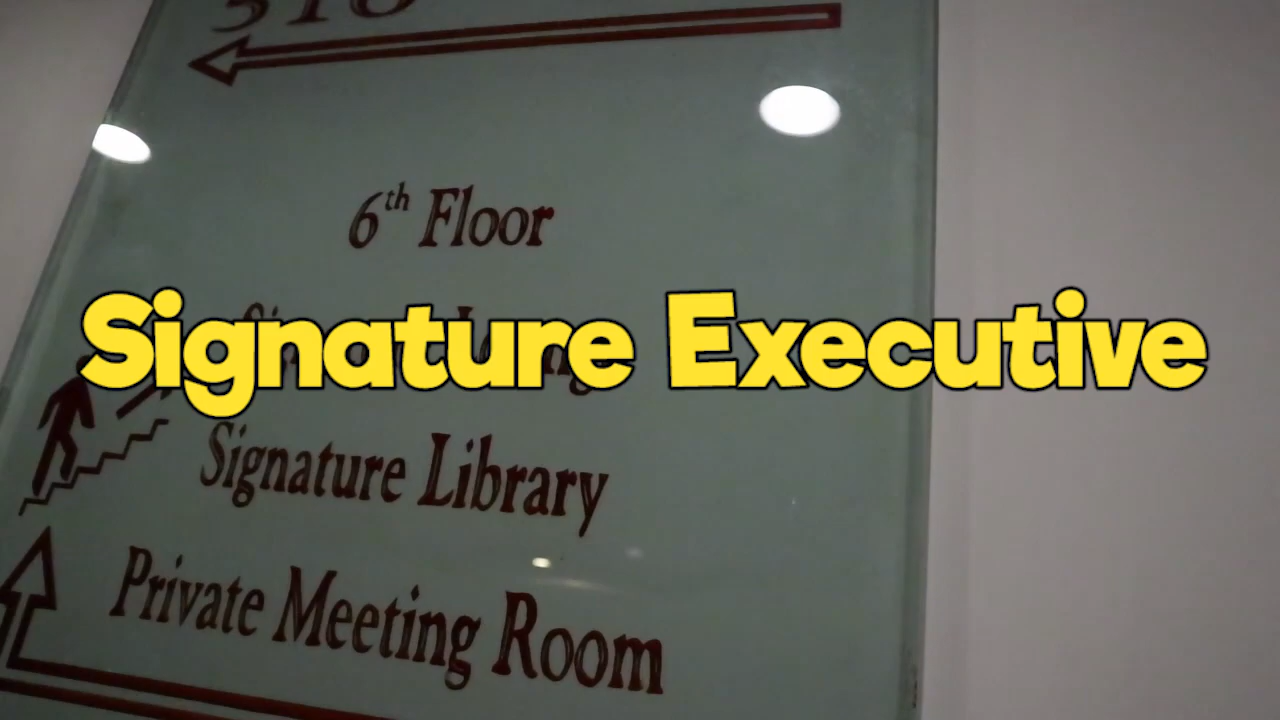 6th Floor
Signature Executive
Signature Library
Private Meeting Room